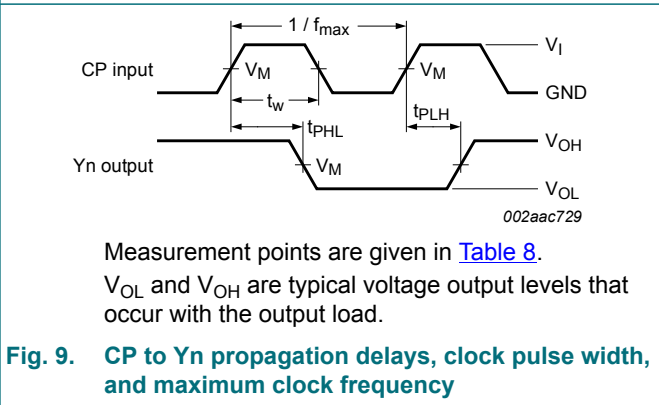 1 / fmax
VI
CP input
VM
VM
GND
tW
tPHL
tPLH
VOH
Yn output
VM
VOL
002aac729
Measurement points are given in Table 8.
VOL and VOH are typical voltage output levels that
occur with the output load.
Fig. 9. CP to Yn propagation delays, clock pulse width,
and maximum clock frequency